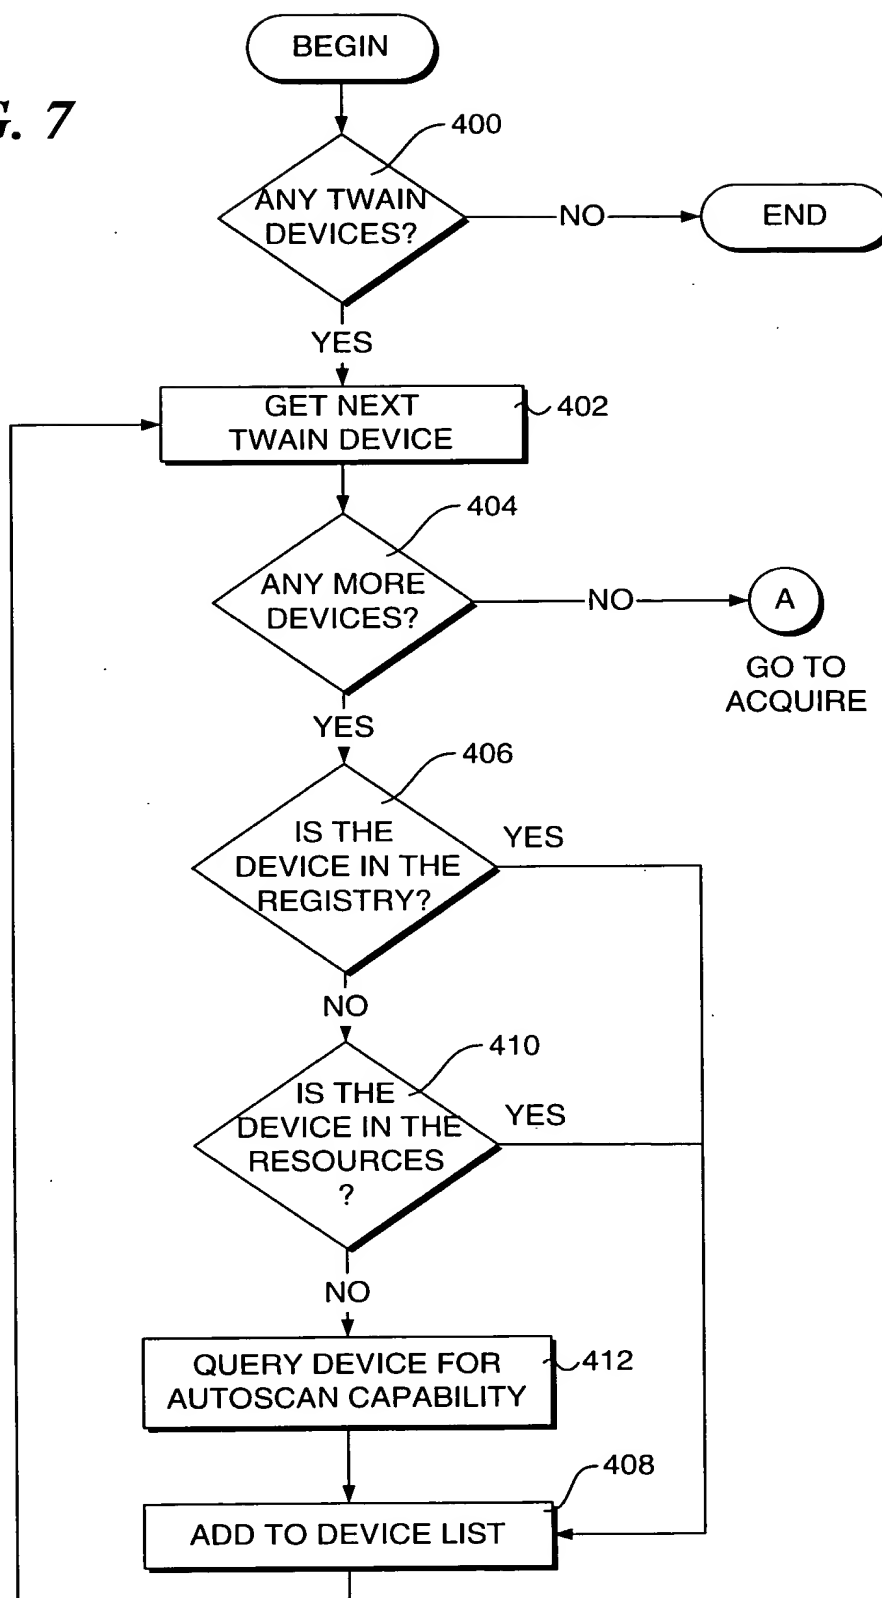 BEGIN
G. 7
400
ANY TWAIN
DEVICES?
NO
END
YES
GET NEXT
TWAIN DEVICE
402
404
ANY MORE
DEVICES?
NO
A
GO TO
ACQUIRE
YES
406
IS THE
DEVICE IN THE
REGISTRY?
YES
NO
410
IS THE
DEVICE IN THE
RESOURCES
?
YES
NO
QUERY DEVICE FOR
AUTOSCAN CAPABILITY
412
408
ADD TO DEVICE LIST